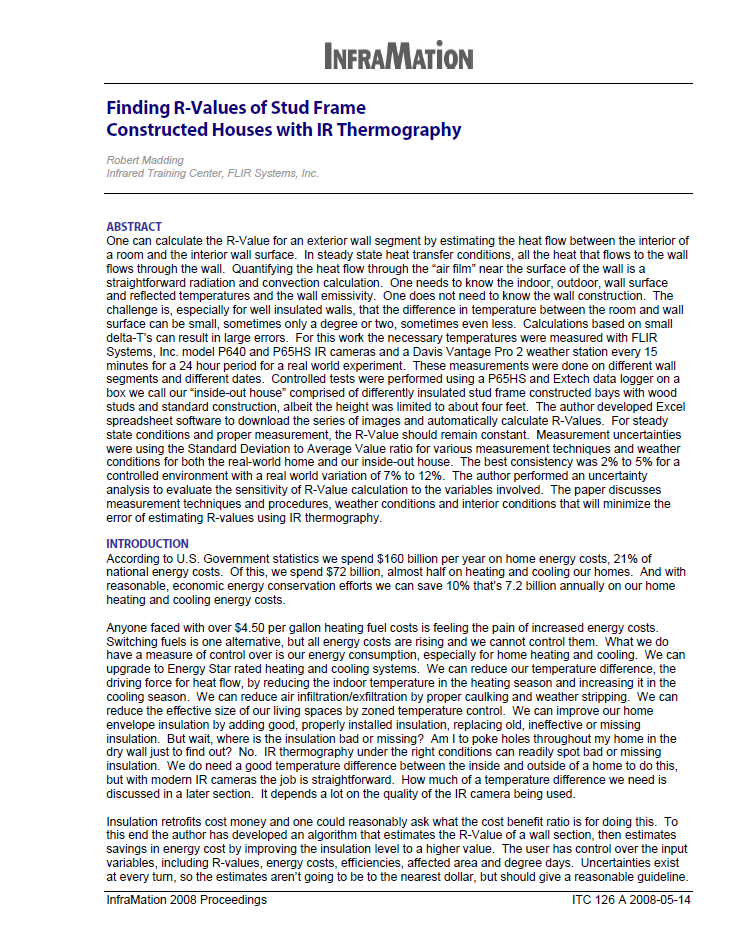 INFRAMATION
Finding R-Values of Stud Frame
Constructed Houses with IR Thermography
Robert Madding
Infrared Training Center, FLIR Systems, Inc.
ABSTRACT
One can calculate the R-Value for an exterior wall segment by estimating the heat flow between the interior of
a room and the interior wall surface. In steady state heat transfer conditions, all the heat that flows to the wall
flows through the wall. Quantifying the heat flow through the “air film” near the surface of the wall is a
straightforward radiation and convection calculation. One needs to know the indoor, outdoor, wall surface
and reflected temperatures and the wall emissivity. One does not need to know the wall construction. The
challenge is, especially for well insulated walls, that the difference in temperature between the room and wall
surface can be small, sometimes only a degree or two, sometimes even less. Calculations based on small
delta-T’s can result in large errors. For this work the necessary temperatures were measured with FLIR
Systems, Inc. model P640 and P65HS IR cameras and a Davis Vantage Pro 2 weather station every 15
minutes for a 24 hour period for a real world experiment. These measurements were done on different wall
segments and different dates. Controlled tests were performed using a P65HS and Extech data logger on a
box we call our “inside-out house” comprised of differently insulated stud frame constructed bays with wood
studs and standard construction, albeit the height was limited to about four feet. The author developed Excel
spreadsheet software to download the series of images and automatically calculate R-Values. For steady
state conditions and proper measurement, the R-Value should remain constant. Measurement uncertainties
were using the Standard Deviation to Average Value ratio for various measurement techniques and weather
conditions for both the real-world home and our inside-out house. The best consistency was 2% to 5% for a
controlled environment with a real world variation of 7% to 12%. The author performed an uncertainty
analysis to evaluate the sensitivity of R-Value calculation to the variables involved. The paper discusses
measurement techniques and procedures, weather conditions and interior conditions that will minimize the
error of estimating R-values using IR thermography.
INTRODUCTION
According to U.S. Government statistics we spend $160 billion per year on home energy costs, 21% of
national energy costs. Of this, we spend $72 billion, almost half on heating and cooling our homes. And with
reasonable, economic energy conservation efforts we can save 10% that’s 7.2 billion annually on our home
heating and cooling energy costs.
Anyone faced with over $4.50 per gallon heating fuel costs is feeling the pain of increased energy costs.
Switching fuels is one alternative, but all energy costs are rising and we cannot control them. What we do
have a measure of control over is our energy consumption, especially for home heating and cooling. We can
upgrade to Energy Star rated heating and cooling systems. We can reduce our temperature difference, the
driving force for heat flow, by reducing the indoor temperature in the heating season and increasing it in the
cooling season. We can reduce air infiltration/exfiltration by proper caulking and weather stripping. We can
reduce the effective size of our living spaces by zoned temperature control. We can improve our home
envelope insulation by adding good, properly installed insulation, replacing old, ineffective or missing
insulation. But wait, where is the insulation bad or missing? Am I to poke holes throughout my home in the
dry wall just to find out? No. IR thermography under the right conditions can readily spot bad or missing
insulation. We do need a good temperature difference between the inside and outside of a home to do this,
but with modern IR cameras the job is straightforward. How much of a temperature difference we need is
discussed in a later section. It depends a lot on the quality of the IR camera being used.
Insulation retrofits cost money and one could reasonably ask what the cost benefit ratio is for doing this. To
this end the author has developed an algorithm that estimates the R-Value of a wall section, then estimates
savings in energy cost by improving the insulation level to a higher value. The user has control over the input
variables, including R-values, energy costs, efficiencies, affected area and degree days. Uncertainties exist
at every turn, so the estimates aren’t going to be to the nearest dollar, but should give a reasonable guideline.
InfraMation 2008 Proceedings
ITC 126 A 2008-05-14